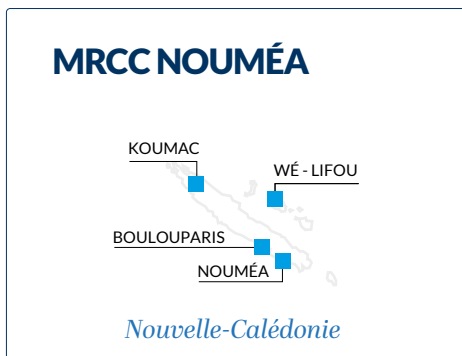 MRCC NOUMÉA
KOUMAC
WÉ - LIFOU
BOULOUPARIS
NOUMÉA
Nouvelle-Calédonie